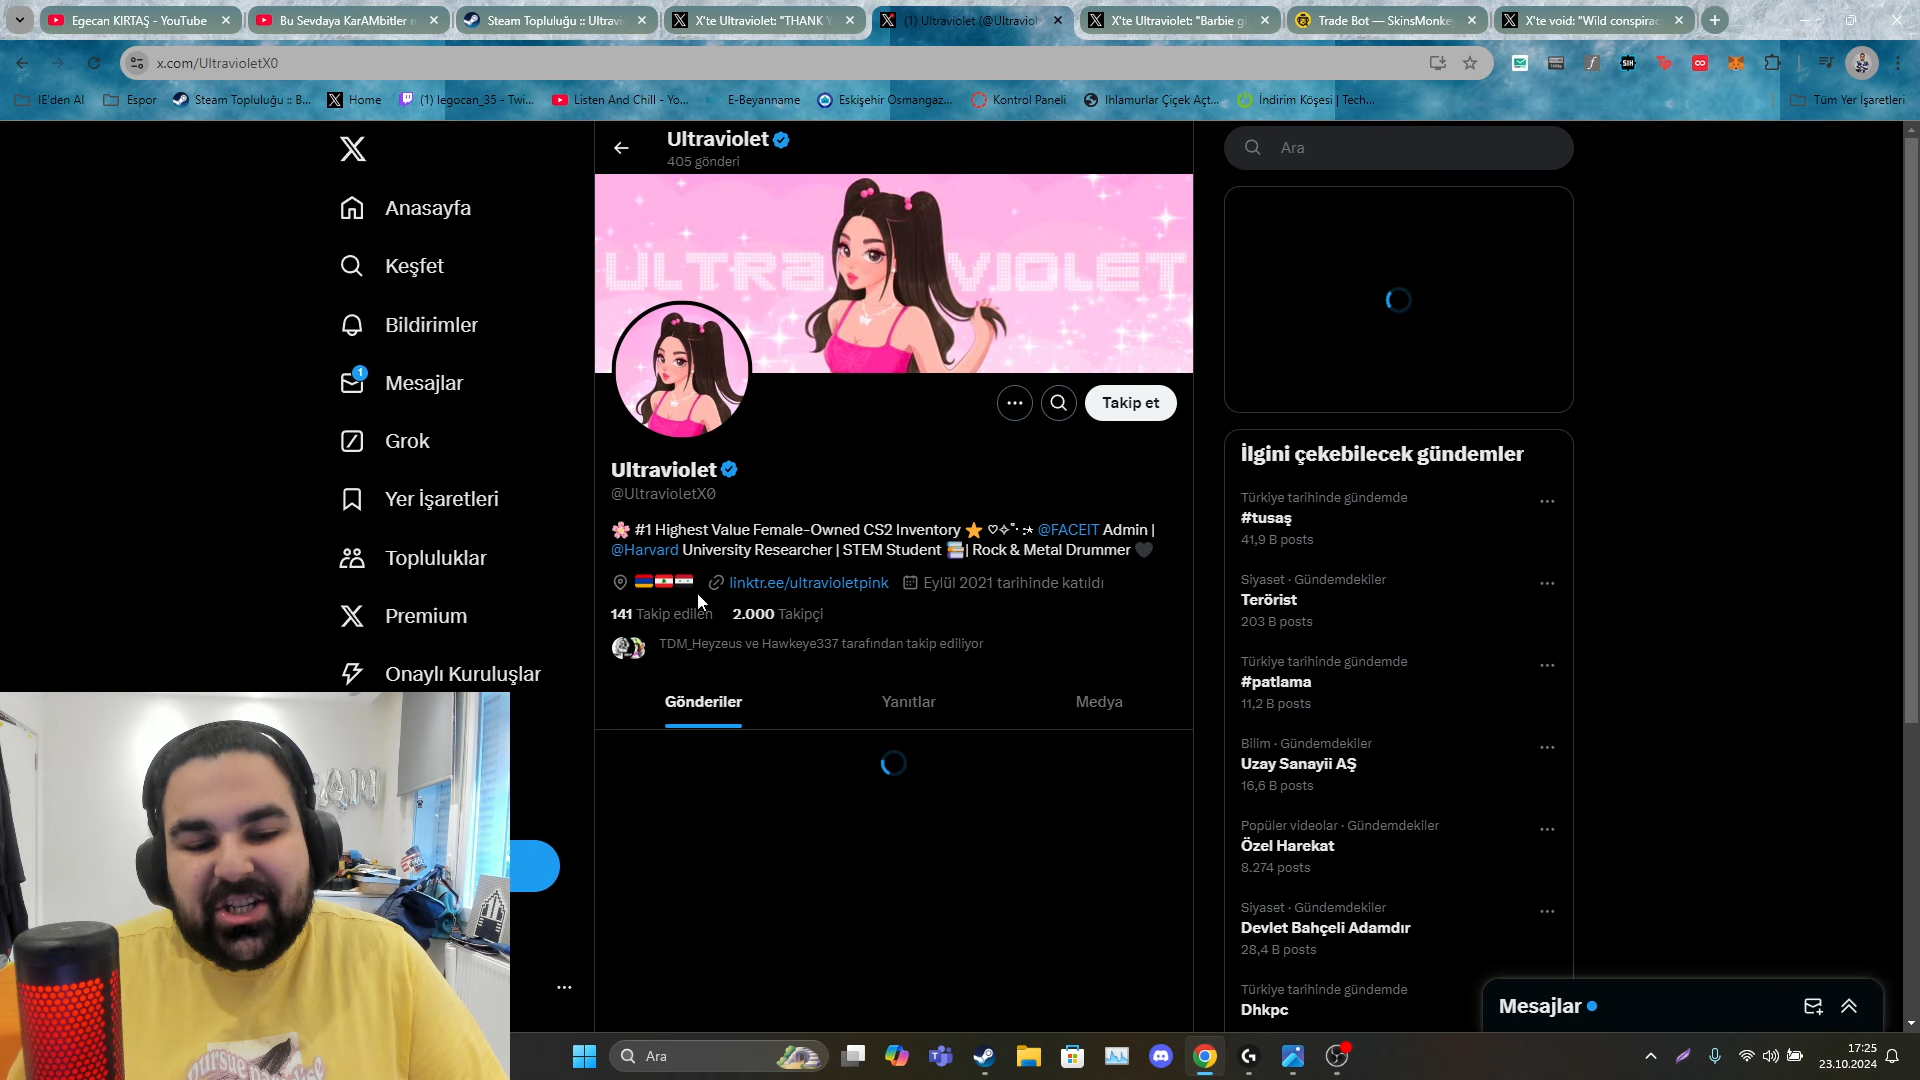 Egecan KIRTAŞ - YouTube
Bu Sevdaya KarAMbitler
Steam Topluluğu :: Ultravi
X'te Ultraviolet: "THANK Y
(1) Ultraviolet (@Ultraviol
X'te Ultraviolet: "Barbie g
Trade Bot — SkinsMonke
X'te void: "Wild conspirac
x.com/UltravioletX0
IE'den Al
Espor
Steam Topluluğu :: B...
Home
(1) legocan_35 - Twi...
Listen And Chill - Yo...
E-Beyanname
Eskişehir Osmangaz...
Kontrol Paneli
Ihlamurlar Çiçek Açt...
İndirim Köşesi | Tech...
Tüm Yer İşaretleri
Anasayfa
Keşfet
Bildirimler
1
Mesajlar
Grok
Yer İşaretleri
Topluluklar
Premium
Onaylı Kuruluşlar
Ultraviolet
405 gönderi
ULTRAVIOLET
Takip et
Ultraviolet
@UltravioletX0
🌸 #1 Highest Value Female-Owned CS2 Inventory ⭐ ♡✧˚· :* @FACEIT Admin |
@Harvard University Researcher | STEM Student 📚| Rock & Metal Drummer 🖤
🇦🇲🇱🇧🇸🇾 linktr.ee/ultravioletpink Eylül 2021 tarihinde katıldı
141 Takip edilen 2.000 Takipçi
TDM_Heyzeus ve Hawkeye337 tarafından takip ediliyor
Gönderiler
Yanıtlar
Medya
Ara
İlgini çekebilecek gündemler
Türkiye tarihinde gündemde
#tusaş
41,9 B posts
Siyaset · Gündemdekiler
Terörist
203 B posts
Türkiye tarihinde gündemde
#patlama
11,2 B posts
Bilim · Gündemdekiler
Uzay Sanayii AŞ
16,6 B posts
Popüler videolar · Gündemdekiler
Özel Harekat
8.274 posts
Siyaset · Gündemdekiler
Devlet Bahçeli Adamdır
28,4 B posts
Türkiye tarihinde gündemde
Dhkpc
Mesajlar
Ara
17:25
23.10.2024